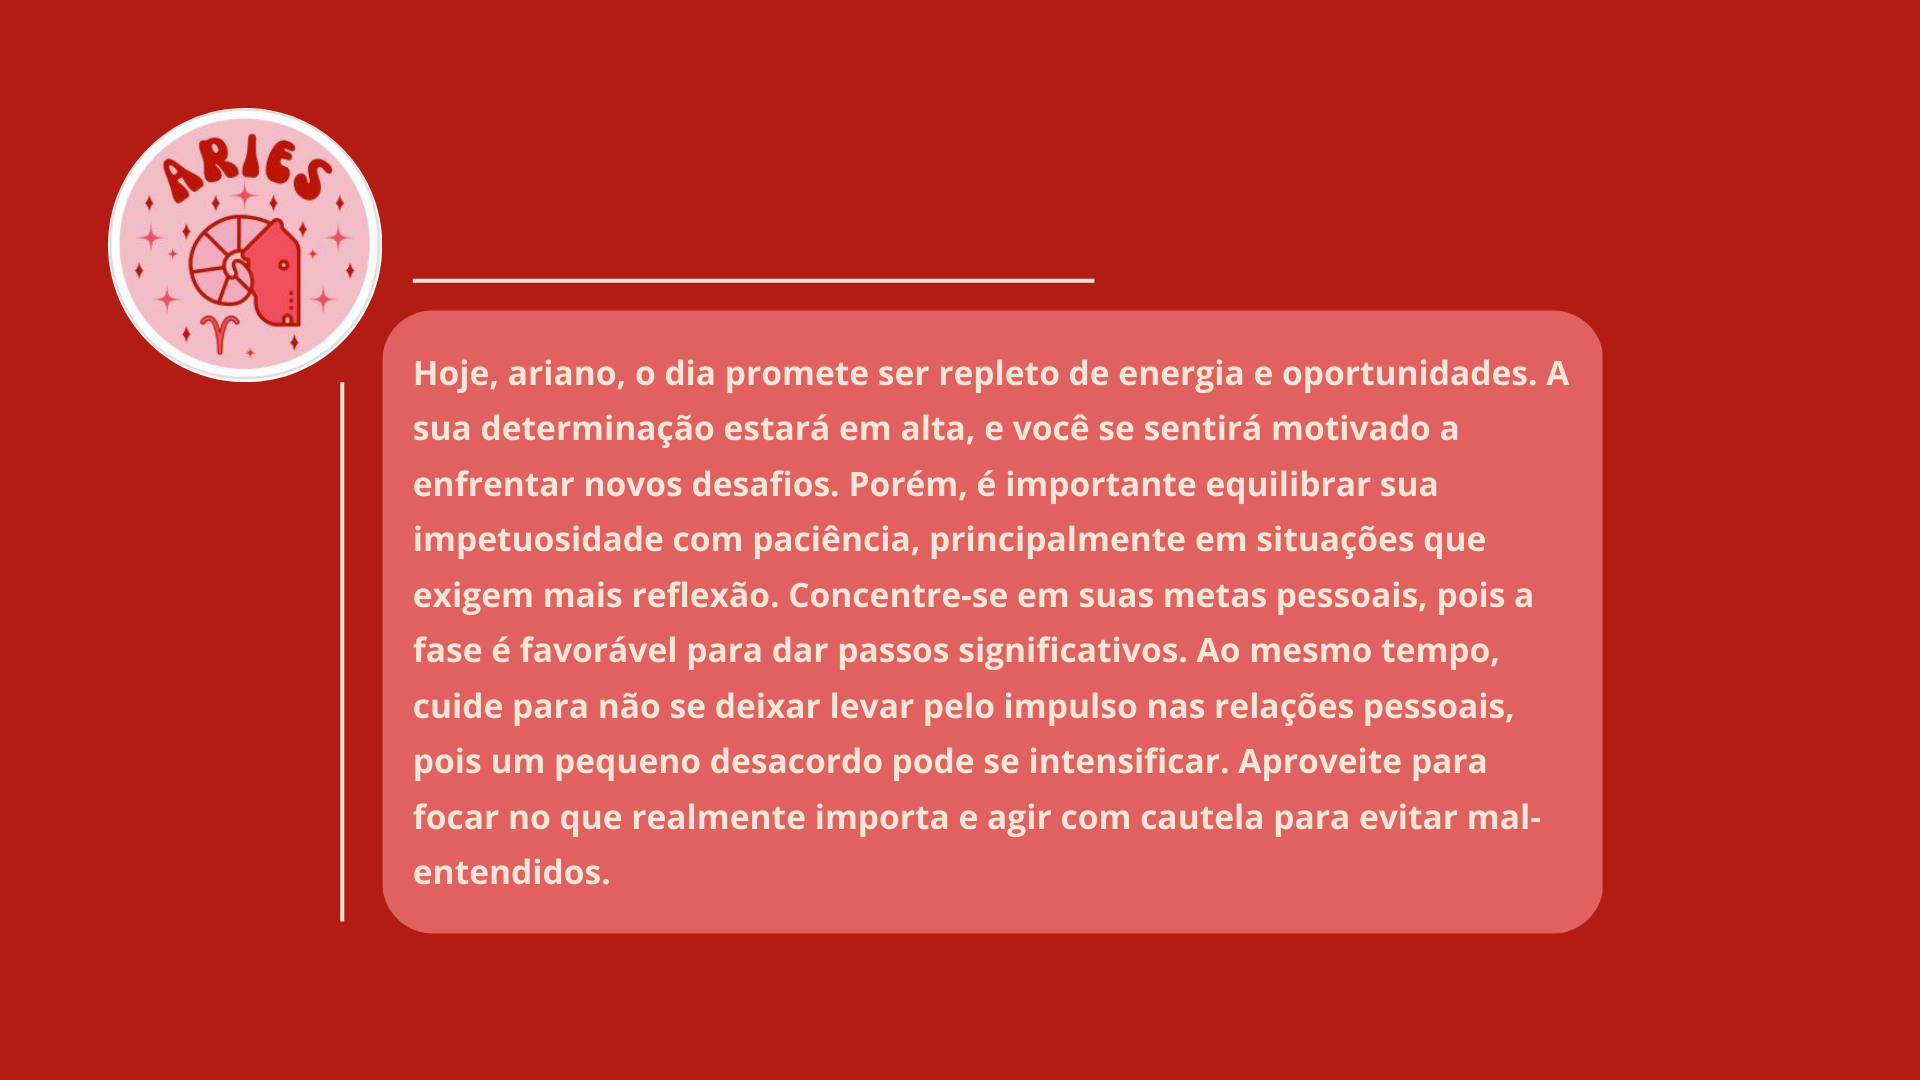 ARIES
Hoje, ariano, o dia promete ser repleto de energia e oportunidades. A
sua determinação estará em alta, e você se sentirá motivado a
enfrentar novos desafios. Porém, é importante equilibrar sua
impetuosidade com paciência, principalmente em situações que
exigem mais reflexão. Concentre-se em suas metas pessoais, pois a
fase é favorável para dar passos significativos. Ao mesmo tempo,
cuide para não se deixar levar pelo impulso nas relações pessoais,
pois um pequeno desacordo pode se intensificar. Aproveite para
focar no que realmente importa e agir com cautela para evitar mal-
entendidos.